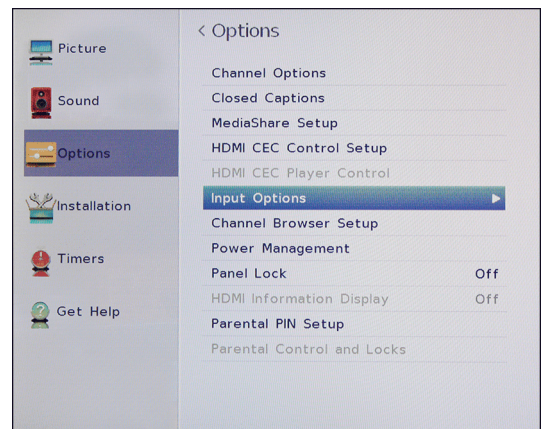 Picture
Sound
Options
Installation
Timers
Get Help
< Options
Channel Options
Closed Captions
MediaShare Setup
HDMI CEC Control Setup
HDMI CEC Player Control
Input Options
Channel Browser Setup
Power Management
Panel Lock Off
HDMI Information Display Off
Parental PIN Setup
Parental Control and Locks